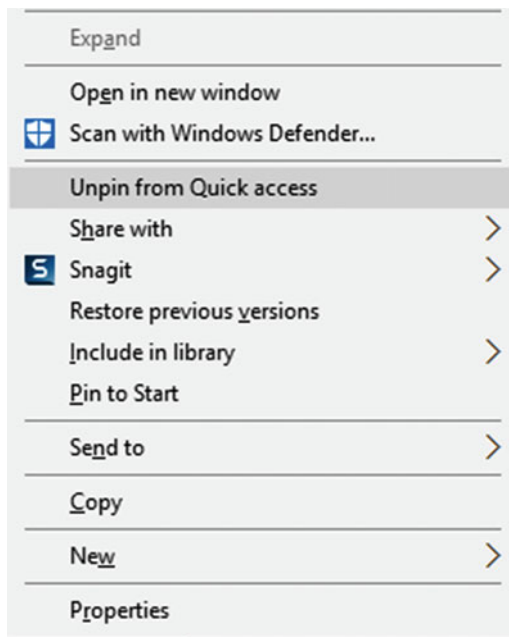 Expand
Open in new window
Scan with Windows Defender...
Unpin from Quick access
Share with
Snagit
Restore previous versions
Include in library
Pin to Start
Send to
Copy
New
Properties